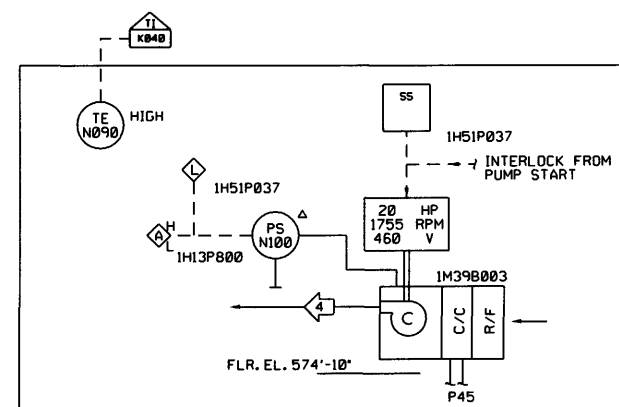 TI
K040
TE
N090
HIGH
SS
1H51P037
INTERLOCK FROM
PUMP START
L
1H51P037
20 HP
1755 RPM
460 V
A
H
L
1H13P800
PS
N100
1M39B003
4
C
C/C
R/F
FLR. EL. 574'-10"
P45